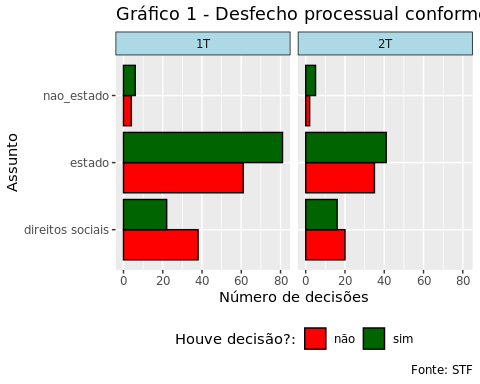 Gráfico 1 - Desfecho processual conform
1T
2T
Assunto
nao_estado
estado
direitos sociais
0 20 40 60 80
0 20 40 60 80
Número de decisões
Houve decisão?: não sim
Fonte: STF